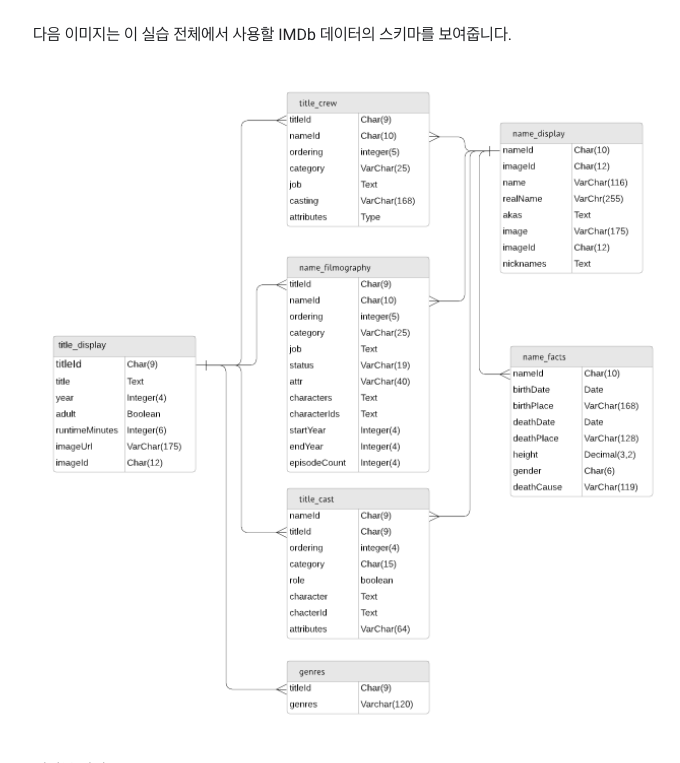 다음 이미지는 이 실습 전체에서 사용할 IMDb 데이터의 스키마를 보여줍니다.
title_crew
titleId Char(9)
nameId Char(10)
ordering integer(5)
category VarChar(25)
job Text
casting VarChar(168)
attributes Type
name_display
nameId Char(10)
imageId Char(12)
name VarChar(116)
realName VarChr(255)
akas Text
image VarChar(175)
imageId Char(12)
nicknames Text
name_filmography
titleId Char(9)
nameId Char(10)
ordering integer(5)
category VarChar(25)
job Text
status VarChar(19)
attr VarChar(40)
characters Text
characterIds Text
startYear Integer(4)
endYear Integer(4)
episodeCount Integer(4)
title_display
titleId Char(9)
title Text
year Integer(4)
adult Boolean
runtimeMinutes Integer(6)
imageUrl VarChar(175)
imageId Char(12)
name_facts
nameId Char(10)
birthDate Date
birthPlace VarChar(168)
deathDate Date
deathPlace VarChar(128)
height Decimal(3,2)
gender Char(6)
deathCause VarChar(119)
title_cast
nameId Char(9)
titleId Char(9)
ordering integer(4)
category Char(15)
role boolean
character Text
chacterId Text
attributes VarChar(64)
genres
titleId Char(9)
genres Varchar(120)